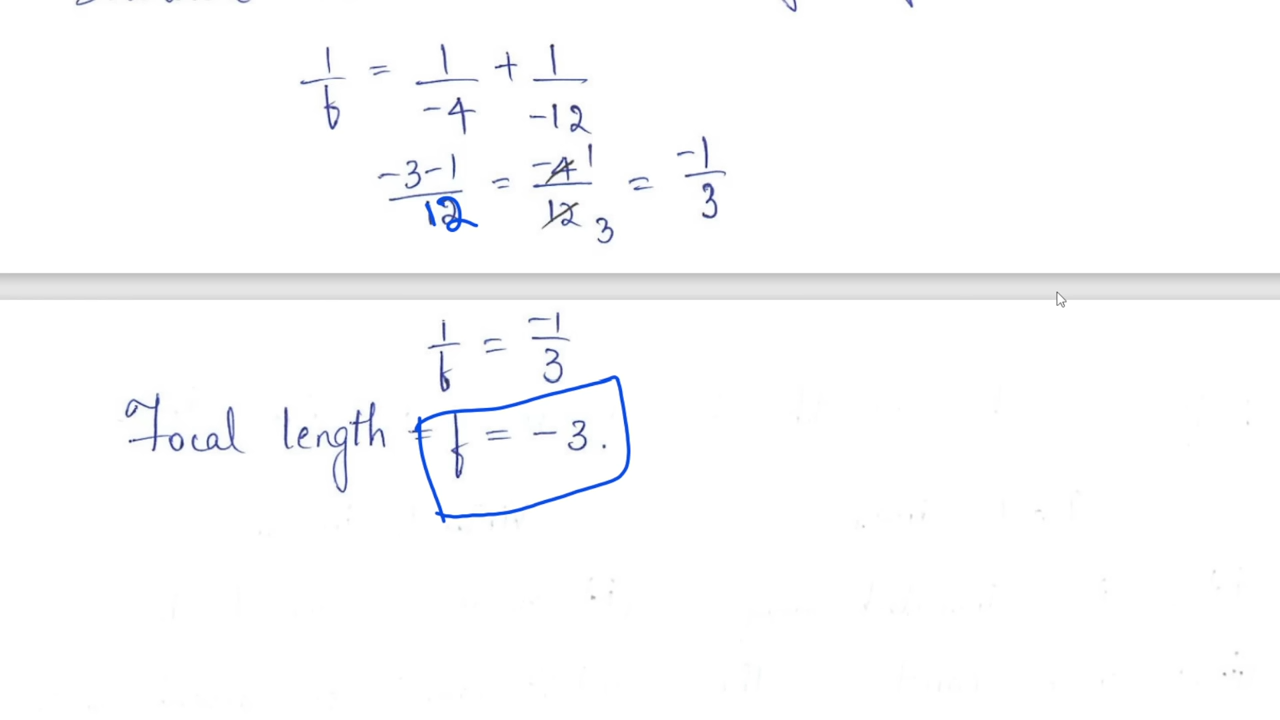 1/f = 1/-4 + 1/-12
-3-1/12 = -4 1/12 3 = -1/3
1/f = -1/3
Focal length = f = -3.